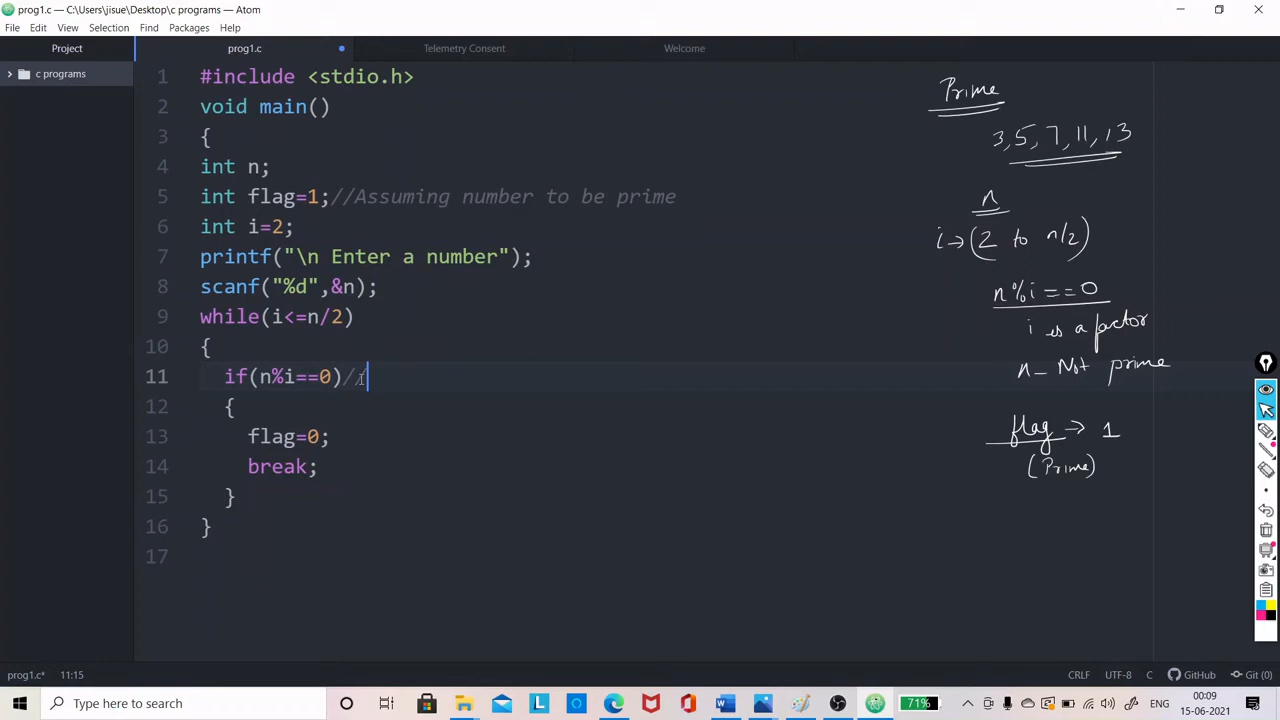 prog1.c — C:\Users\jisue\Desktop\c programs — Atom
File Edit View Selection Find Packages Help
Project
prog1.c
Telemetry Consent
Welcome
c programs
1 #include <stdio.h>
2 void main()
3 {
4 int n;
5 int flag=1;//Assuming number to be prime
6 int i=2;
7 printf("\n Enter a number");
8 scanf("%d",&n);
9 while(i<=n/2)
10 {
11 if(n%i==0)//
12 {
13 flag=0;
14 break;
15 }
16 }
17
Prime
3,5,7,11,13
n
i→(2 to n/2)
n%i==0
i is a factor
n_ Not prime
flag → 1
(Prime)
prog1.c* 11:15
CRLF UTF-8 C GitHub Git (0)
Type here to search
71%
ENG
00:09
15-06-2021